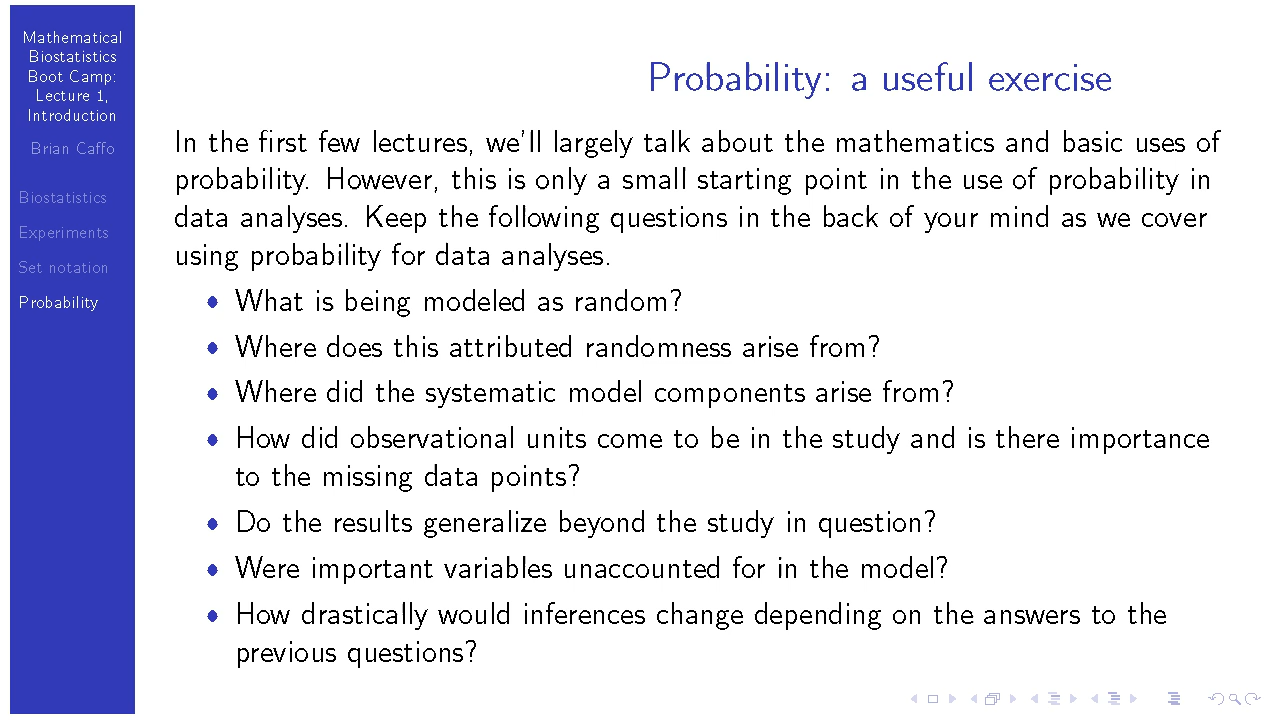 Mathematical
Biostatistics
Boot Camp:
Lecture 1,
Introduction
Brian Caffo
Biostatistics
Experiments
Set notation
Probability
Probability: a useful exercise
In the first few lectures, we'll largely talk about the mathematics and basic uses of
probability. However, this is only a small starting point in the use of probability in
data analyses. Keep the following questions in the back of your mind as we cover
using probability for data analyses.
• What is being modeled as random?
• Where does this attributed randomness arise from?
• Where did the systematic model components arise from?
• How did observational units come to be in the study and is there importance
to the missing data points?
• Do the results generalize beyond the study in question?
• Were important variables unaccounted for in the model?
• How drastically would inferences change depending on the answers to the
previous questions?